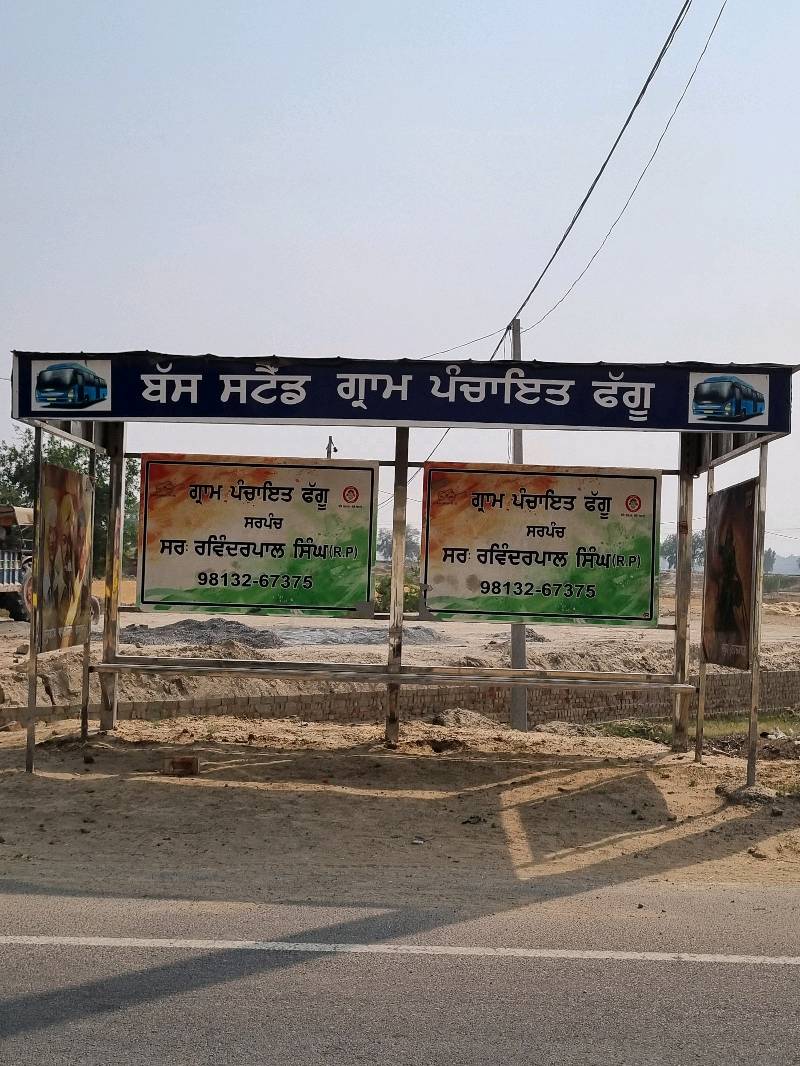 ਬੱਸ ਸਟੈਂਡ ਗ੍ਰਾਮ ਪੰਚਾਇਤ ਫੱਗੂ
ਗ੍ਰਾਮ ਪੰਚਾਇਤ ਫੱਗੂ
ਸਰਪੰਚ
ਸਰਃ ਰਵਿੰਦਰਪਾਲ ਸਿੰਘ (R.P)
98132-67375
ਗ੍ਰਾਮ ਪੰਚਾਇਤ ਫੱਗੂ
ਸਰਪੰਚ
ਸਰਃ ਰਵਿੰਦਰਪਾਲ ਸਿੰਘ (R.P)
98132-67375